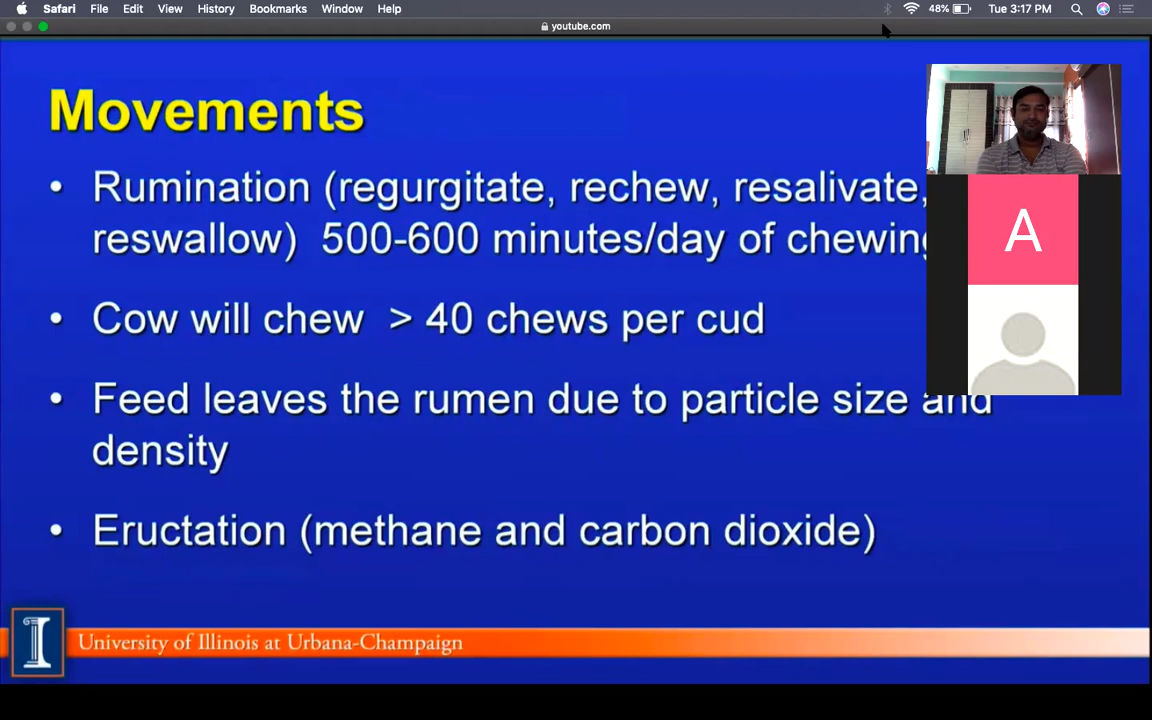 Safari File Edit View History Bookmarks Window Help 48% Tue 3:17 PM
youtube.com
Movements
• Rumination (regurgitate, rechew, resalivate,
reswallow) 500-600 minutes/day of chewing
A
• Cow will chew > 40 chews per cud
• Feed leaves the rumen due to particle size and
density
• Eructation (methane and carbon dioxide)
I University of Illinois at Urbana-Champaign